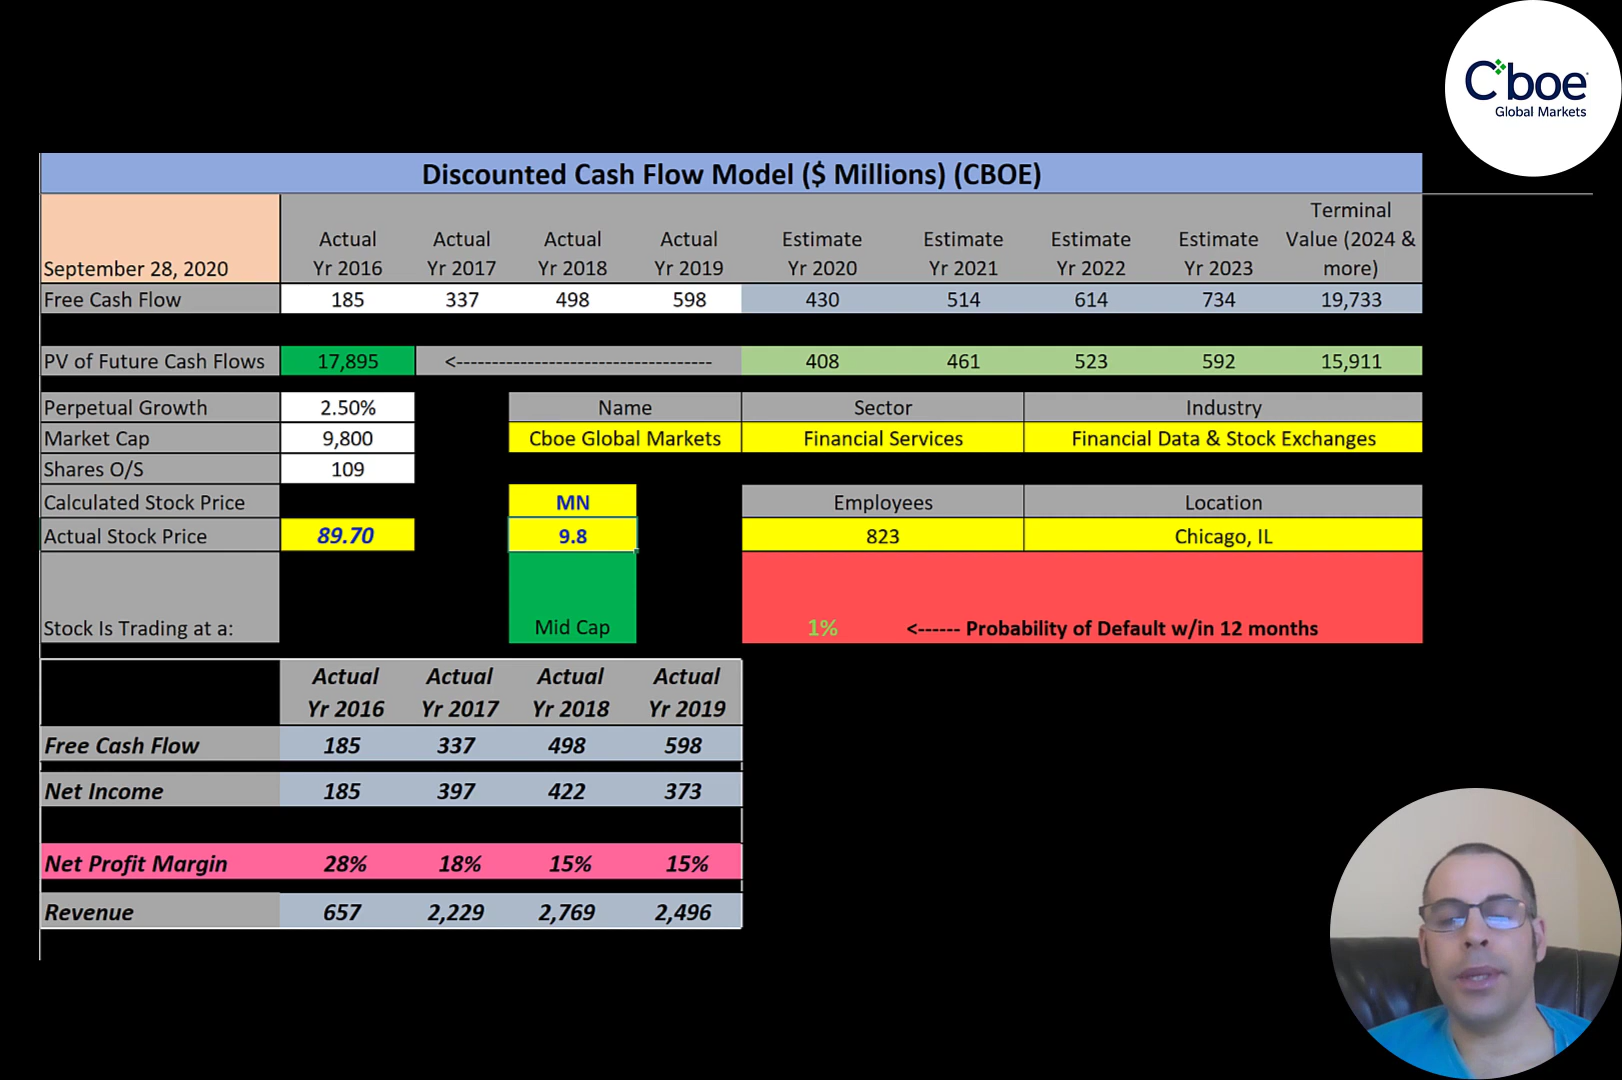 Cboe
Global Markets
Discounted Cash Flow Model ($ Millions) (CBOE)
September 28, 2020 Actual Yr 2016 Actual Yr 2017 Actual Yr 2018 Actual Yr 2019 Estimate Yr 2020 Estimate Yr 2021 Estimate Yr 2022 Estimate Yr 2023 Terminal Value (2024 & more)
Free Cash Flow 185 337 498 598 430 514 614 734 19,733
PV of Future Cash Flows 17,895 <---------------------------------- 408 461 523 592 15,911
Perpetual Growth 2.50% Name Sector Industry
Market Cap 9,800 Cboe Global Markets Financial Services Financial Data & Stock Exchanges
Shares O/S 109
Calculated Stock Price MN Employees Location
Actual Stock Price 89.70 9.8 823 Chicago, IL
Stock Is Trading at a: Mid Cap 1% <------ Probability of Default w/in 12 months
Actual Actual Actual Actual
Yr 2016 Yr 2017 Yr 2018 Yr 2019
Free Cash Flow 185 337 498 598
Net Income 185 397 422 373
Net Profit Margin 28% 18% 15% 15%
Revenue 657 2,229 2,769 2,496